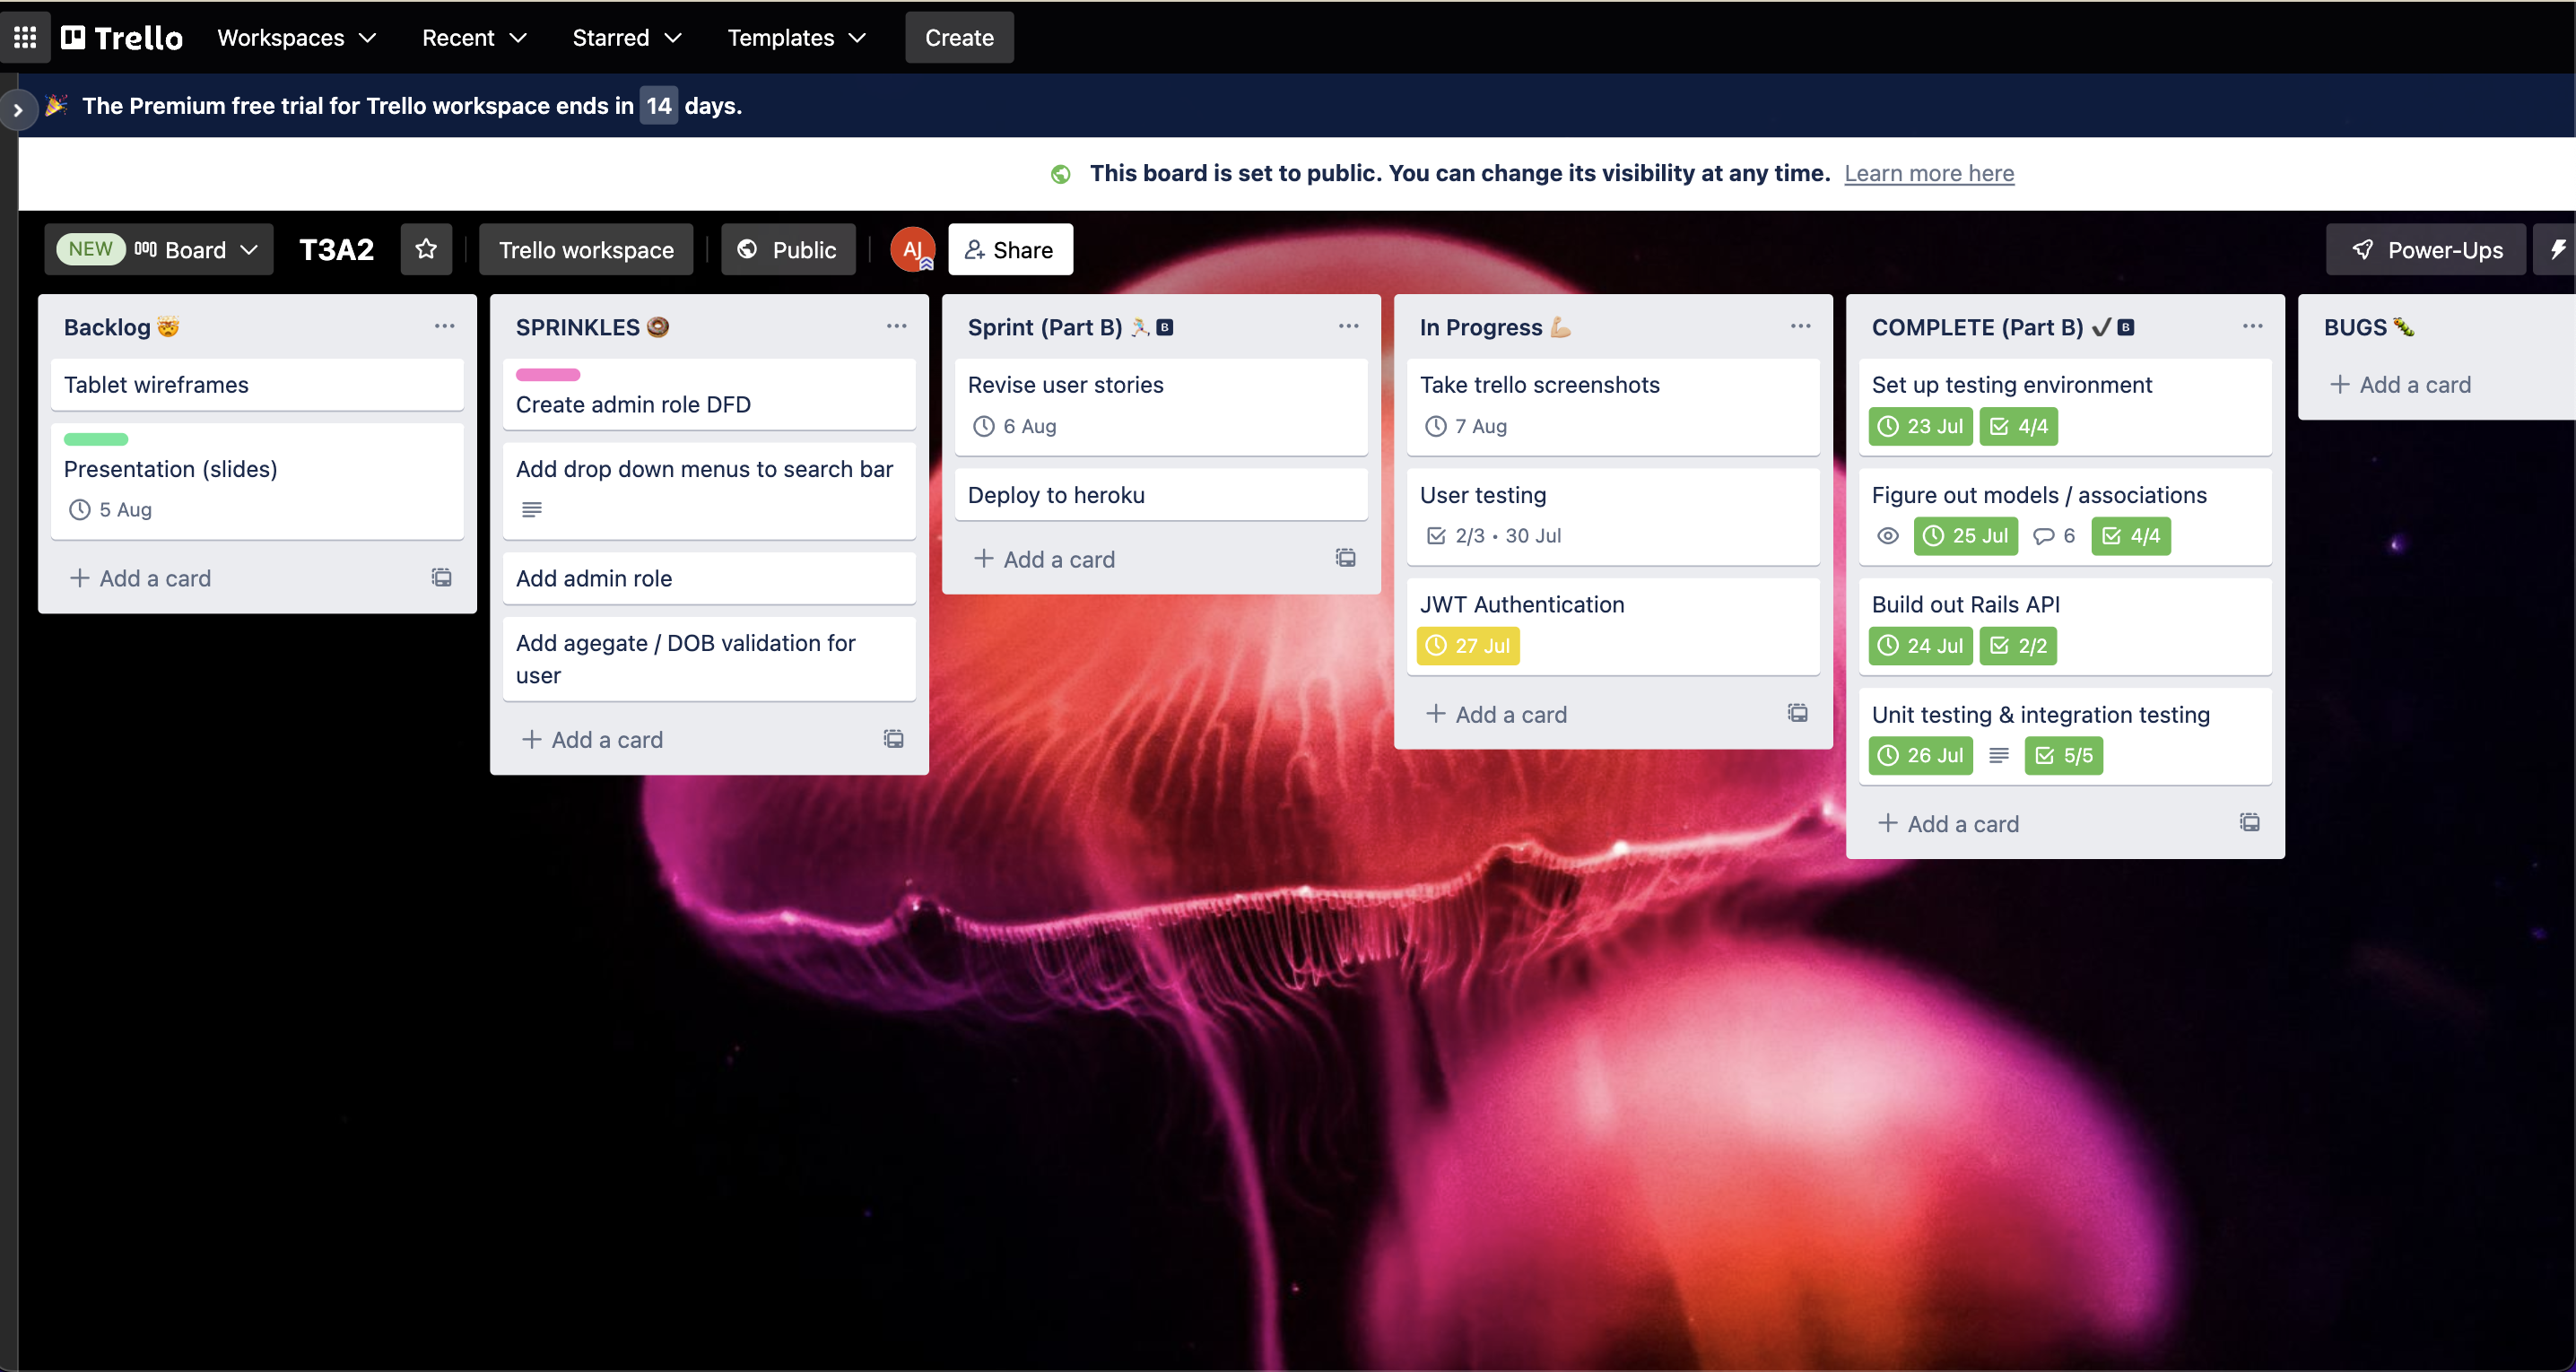 Trello Workspaces Recent Starred Templates Create
🎉 The Premium free trial for Trello workspace ends in 14 days.
This board is set to public. You can change its visibility at any time. Learn more here
NEW Board T3A2 Trello workspace Public AJ Share Power-Ups
Backlog 🤯
Tablet wireframes
Presentation (slides)
5 Aug
+ Add a card
SPRINKLES 🍩
Create admin role DFD
Add drop down menus to search bar
Add admin role
Add agegate / DOB validation for
user
+ Add a card
Sprint (Part B) 🏃🏻‍♂️ 🅱
Revise user stories
6 Aug
Deploy to heroku
+ Add a card
In Progress 💪🏼
Take trello screenshots
7 Aug
User testing
2/3 • 30 Jul
JWT Authentication
27 Jul
+ Add a card
COMPLETE (Part B) ✔️ 🅱
Set up testing environment
23 Jul 4/4
Figure out models / associations
25 Jul 6 4/4
Build out Rails API
24 Jul 2/2
Unit testing & integration testing
26 Jul 5/5
+ Add a card
BUGS 🐛
+ Add a card